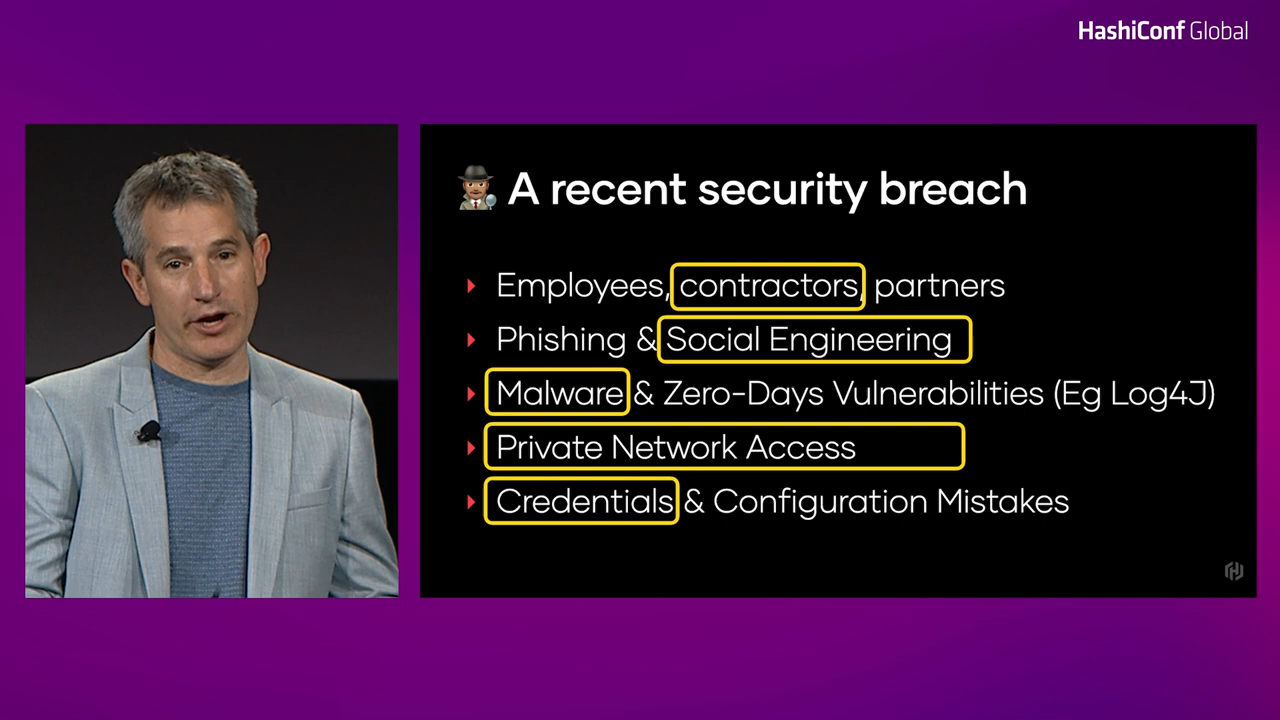 HashiConf Global
A recent security breach
Employees, contractors, partners
Phishing & Social Engineering
Malware & Zero-Days Vulnerabilities (Eg Log4J)
Private Network Access
Credentials & Configuration Mistakes